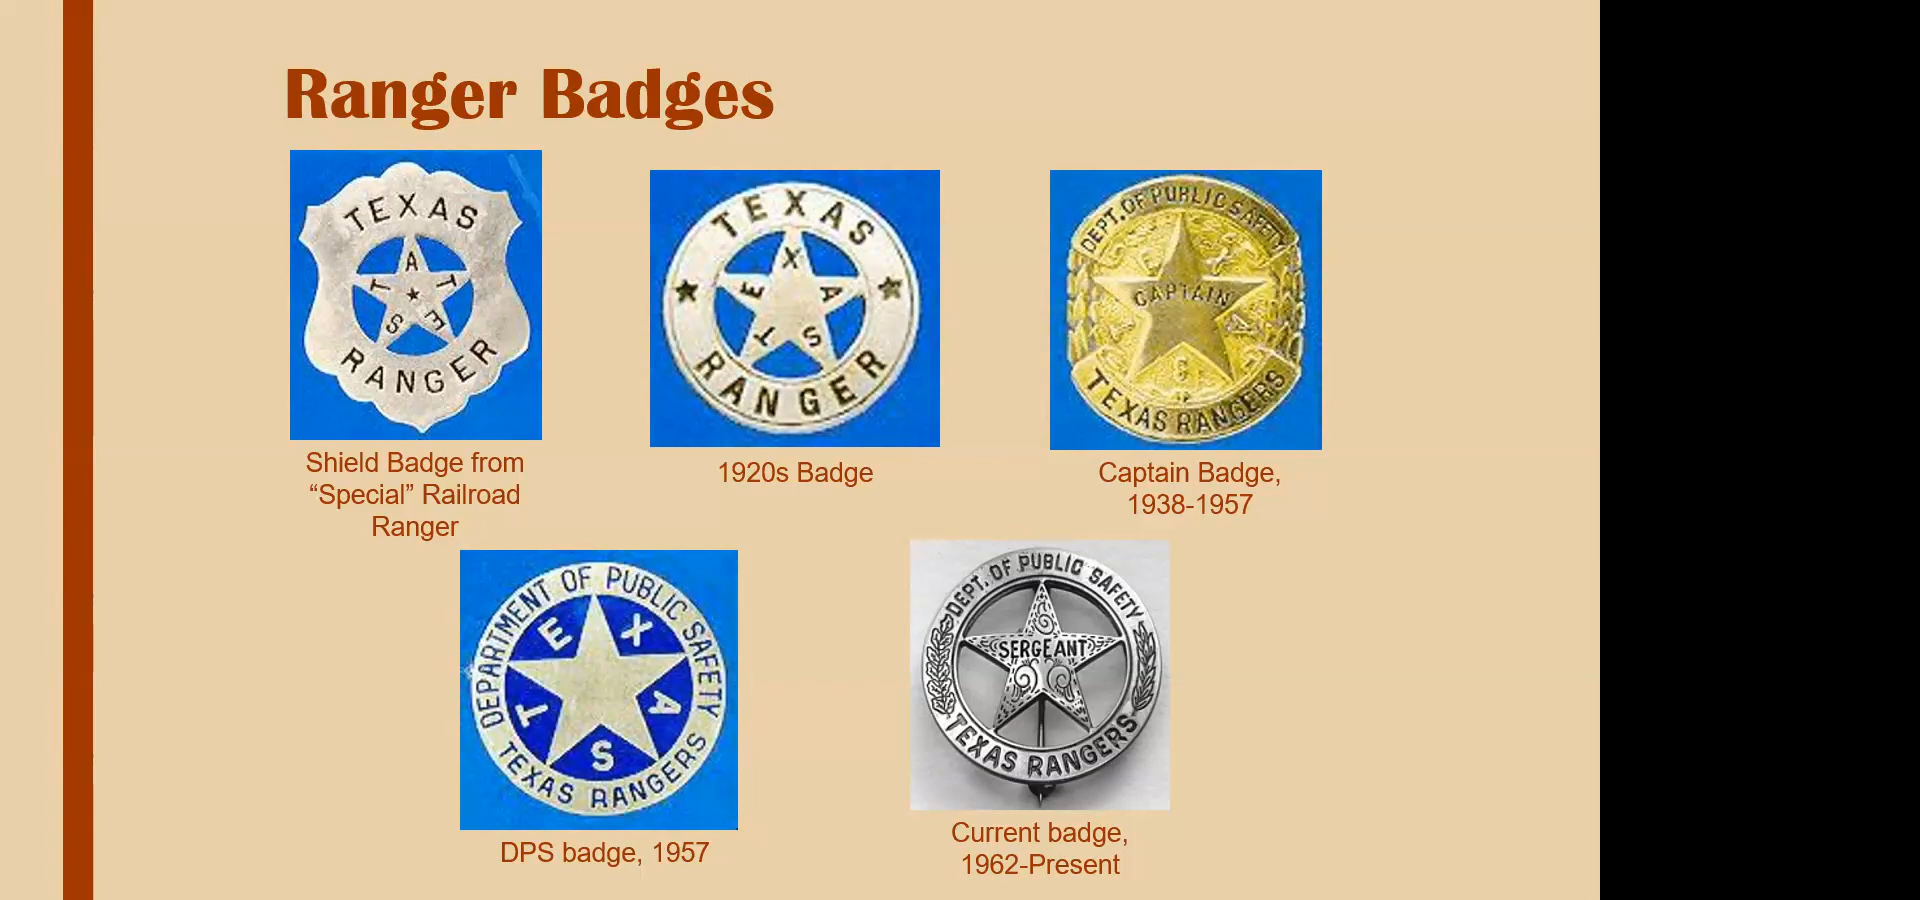 Ranger Badges
TEXAS
STATE
RANGER
TEXAS
TEXAS
RANGER
DEPT. OF PUBLIC SAFETY
CAPTAIN
TEXAS RANGERS
Shield Badge from
“Special” Railroad
Ranger
1920s Badge
Captain Badge,
1938-1957
DEPARTMENT OF PUBLIC SAFETY
TEXAS
TEXAS RANGERS
DEPT. OF PUBLIC SAFETY
SERGEANT
TEXAS RANGERS
DPS badge, 1957
Current badge,
1962-Present